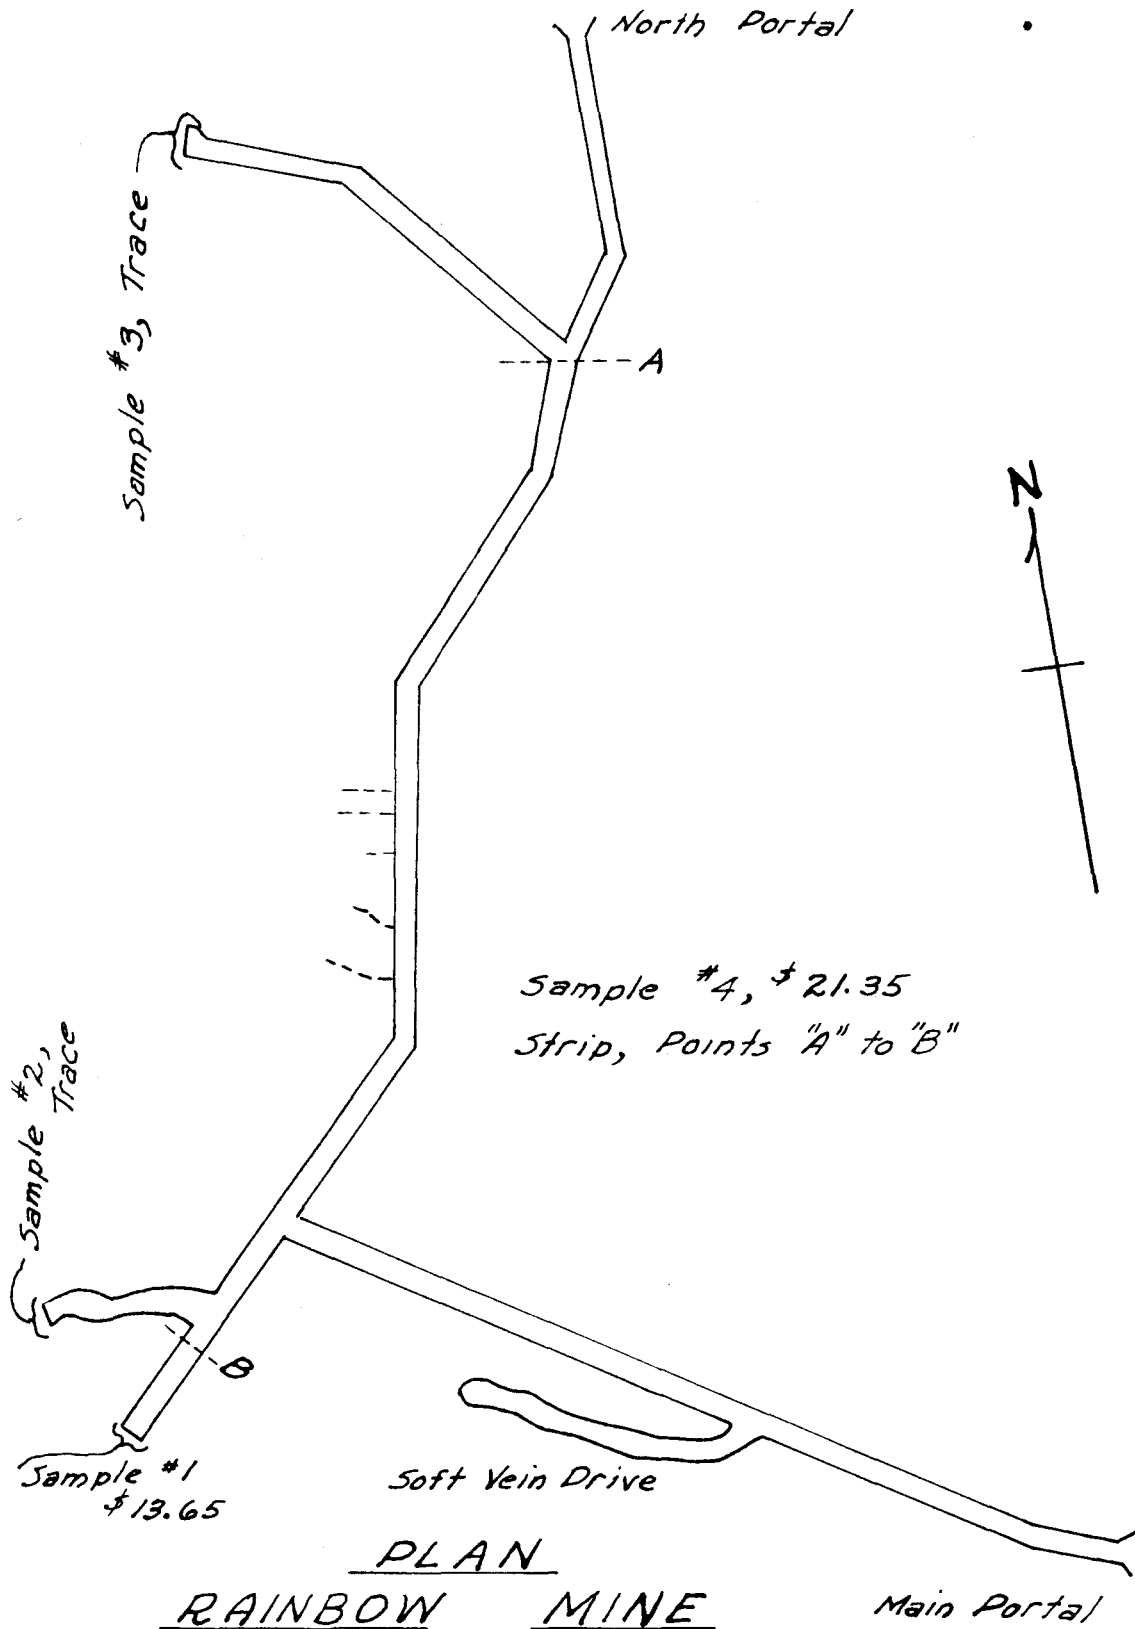 North Portal
Sample #3, Trace
A
N
Sample #4, $21.35
Strip, Points "A" to "B"
Sample #2,
Trace
B
Sample #1
$13.65
Soft Vein Drive
PLAN
RAINBOW MINE
Main Portal